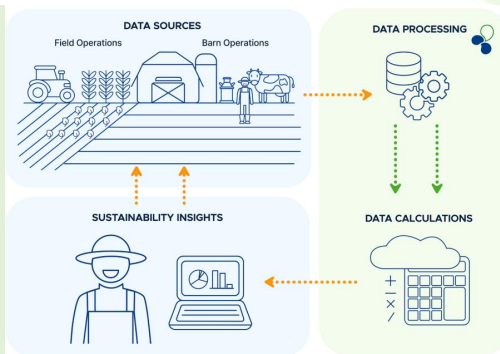 DATA SOURCES
Field Operations
Barn Operations
DATA PROCESSING
SUSTAINABILITY INSIGHTS
DATA CALCULATIONS